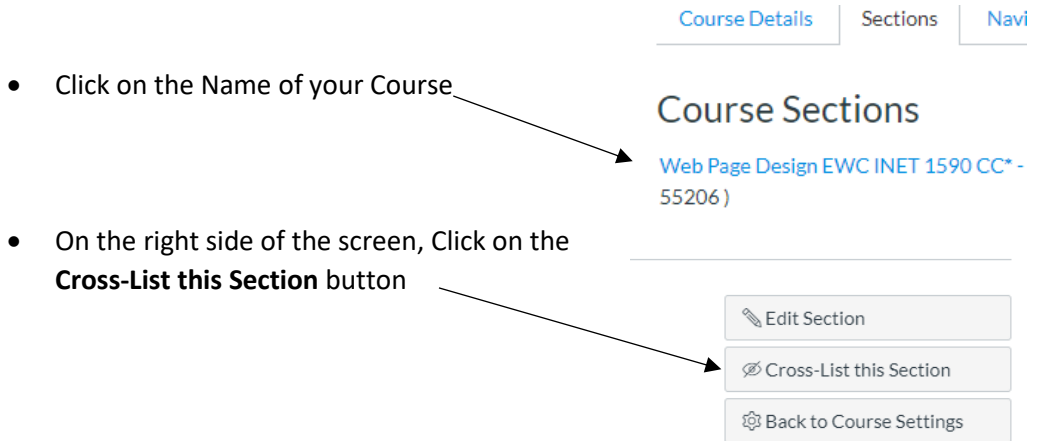 Course Details Sections Navi
• Click on the Name of your Course
Course Sections
Web Page Design EWC INET 1590 CC* -
55206 )
• On the right side of the screen, Click on the
Cross-List this Section button
Edit Section
Cross-List this Section
Back to Course Settings